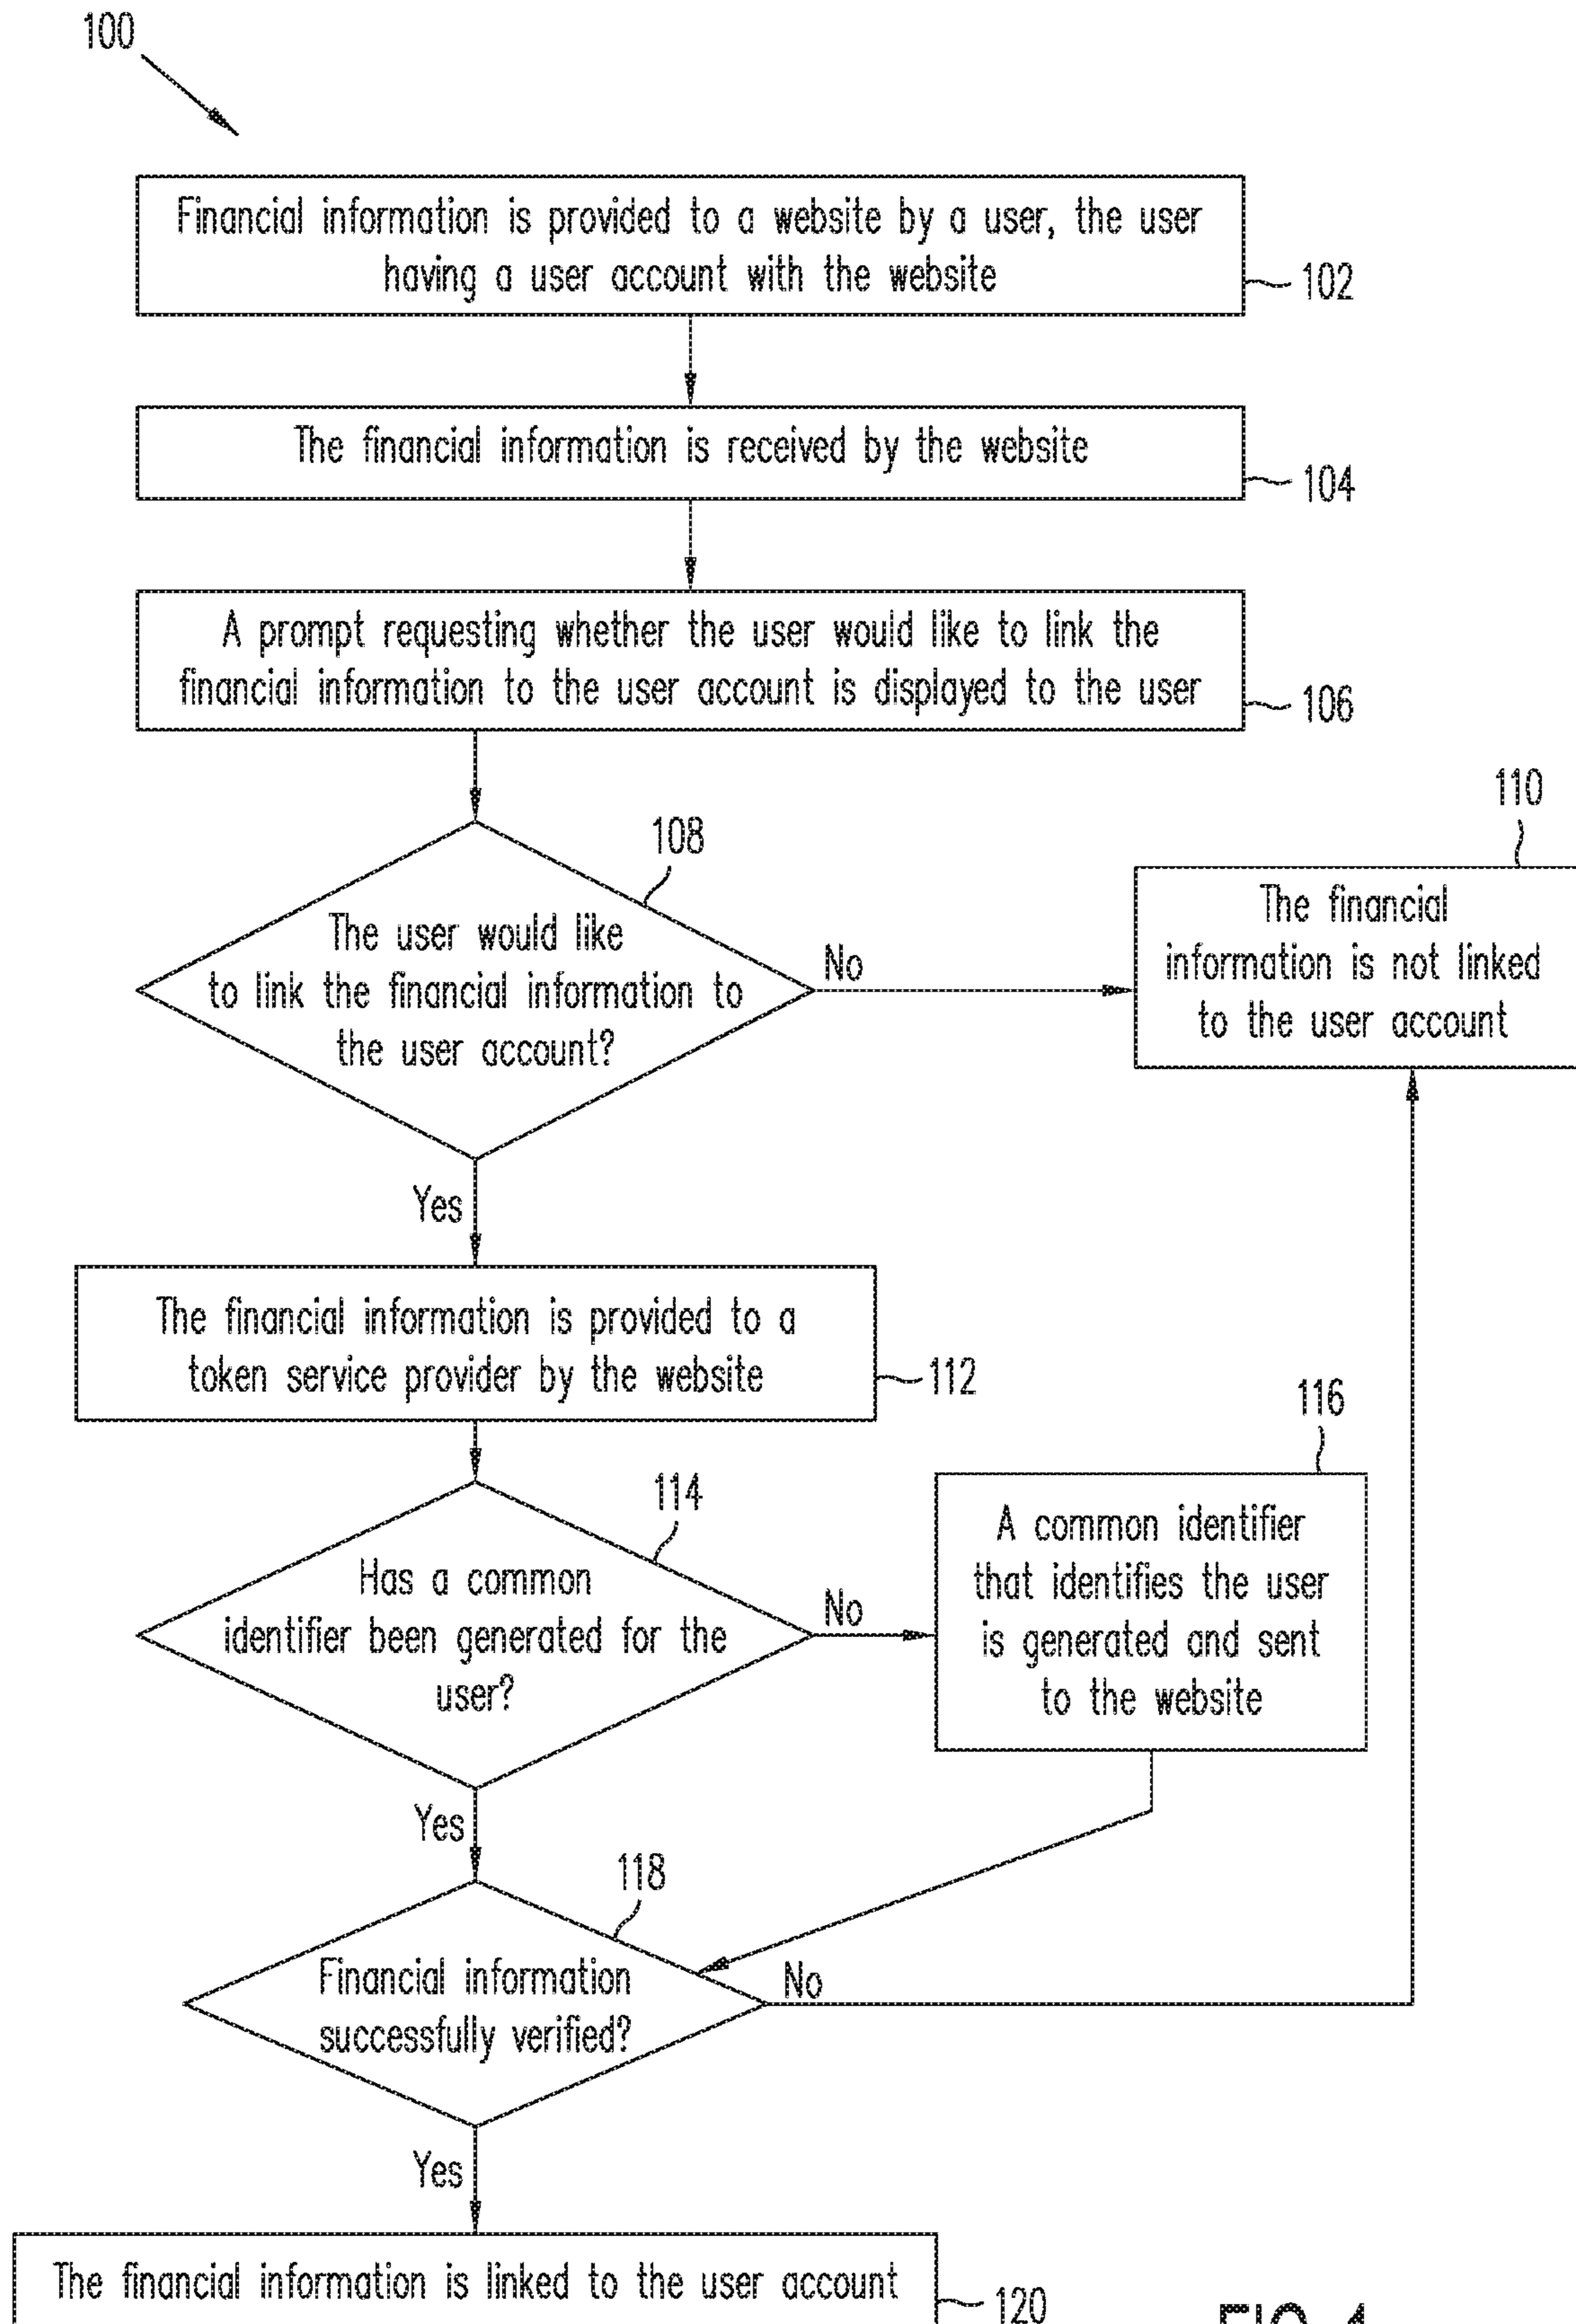 100
Financial information is provided to a website by a user, the user
having a user account with the website
102
The financial information is received by the website
104
A prompt requesting whether the user would like to link the
financial information to the user account is displayed to the user
106
108
The user would like
to link the financial information to
the user account?
No
110
The financial
information is not linked
to the user account
Yes
The financial information is provided to a
token service provider by the website
112
114
Has a common
identifier been generated for the
user?
No
116
A common identifier
that identifies the user
is generated and sent
to the website
Yes
118
Financial information
successfully verified?
No
Yes
The financial information is linked to the user account
120